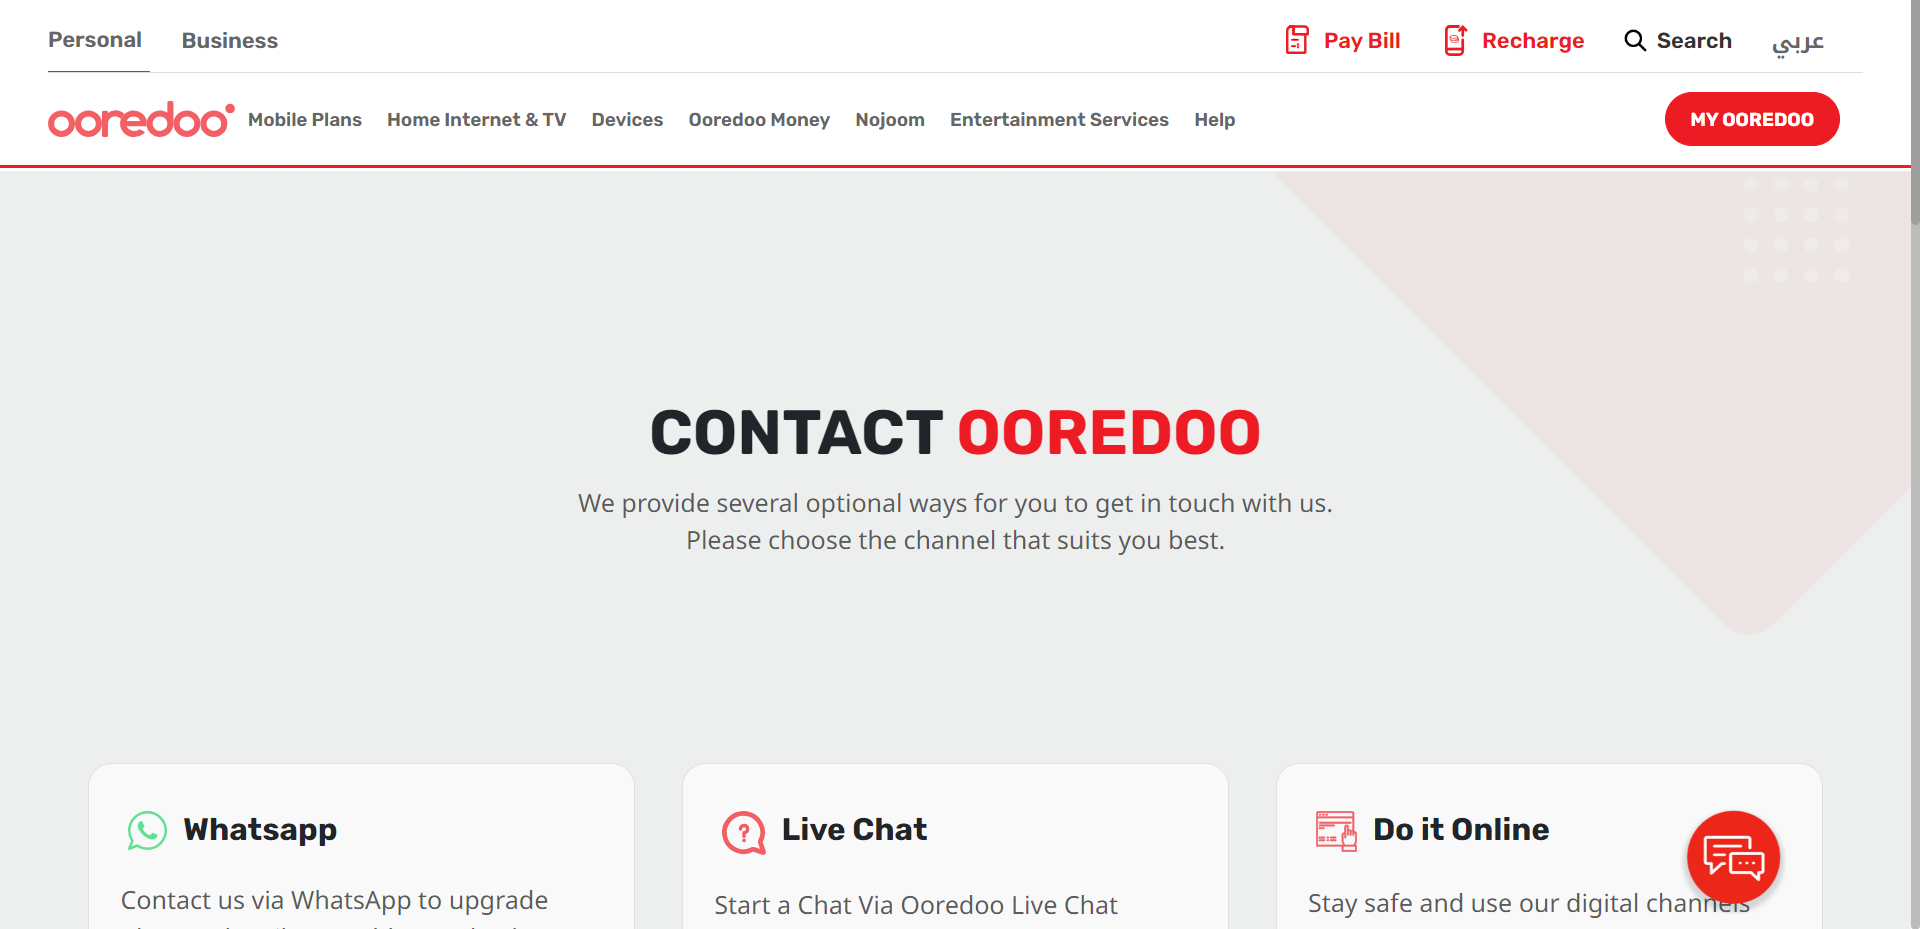 Personal
Business
Pay Bill
Recharge
Search
عربي
ooredoo
Mobile Plans
Home Internet & TV
Devices
Ooredoo Money
Nojoom
Entertainment Services
Help
MY OOREDOO
CONTACT OOREDOO
We provide several optional ways for you to get in touch with us.
Please choose the channel that suits you best.
Whatsapp
Contact us via WhatsApp to upgrade
Live Chat
Start a Chat Via Ooredoo Live Chat
Do it Online
Stay safe and use our digital channels